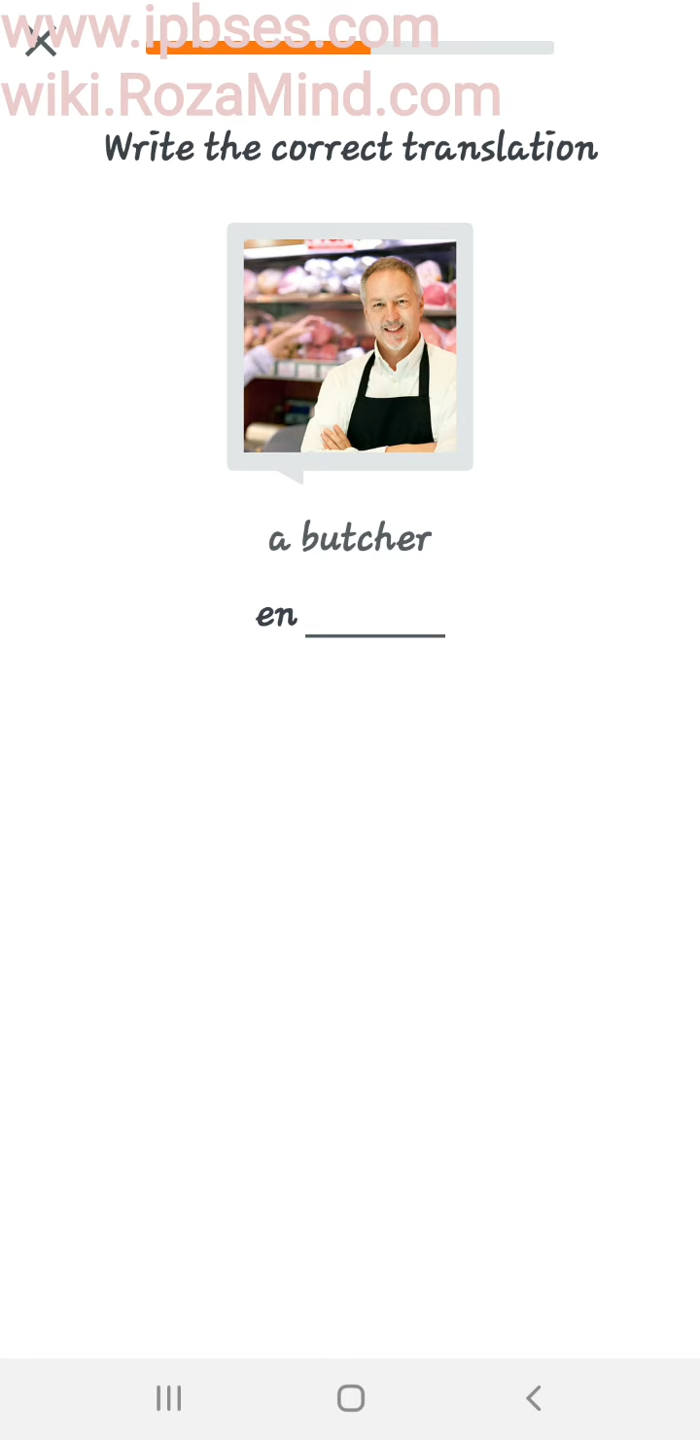 www.ipbses.com
wiki.RozaMind.com
Write the correct translation
a butcher
en